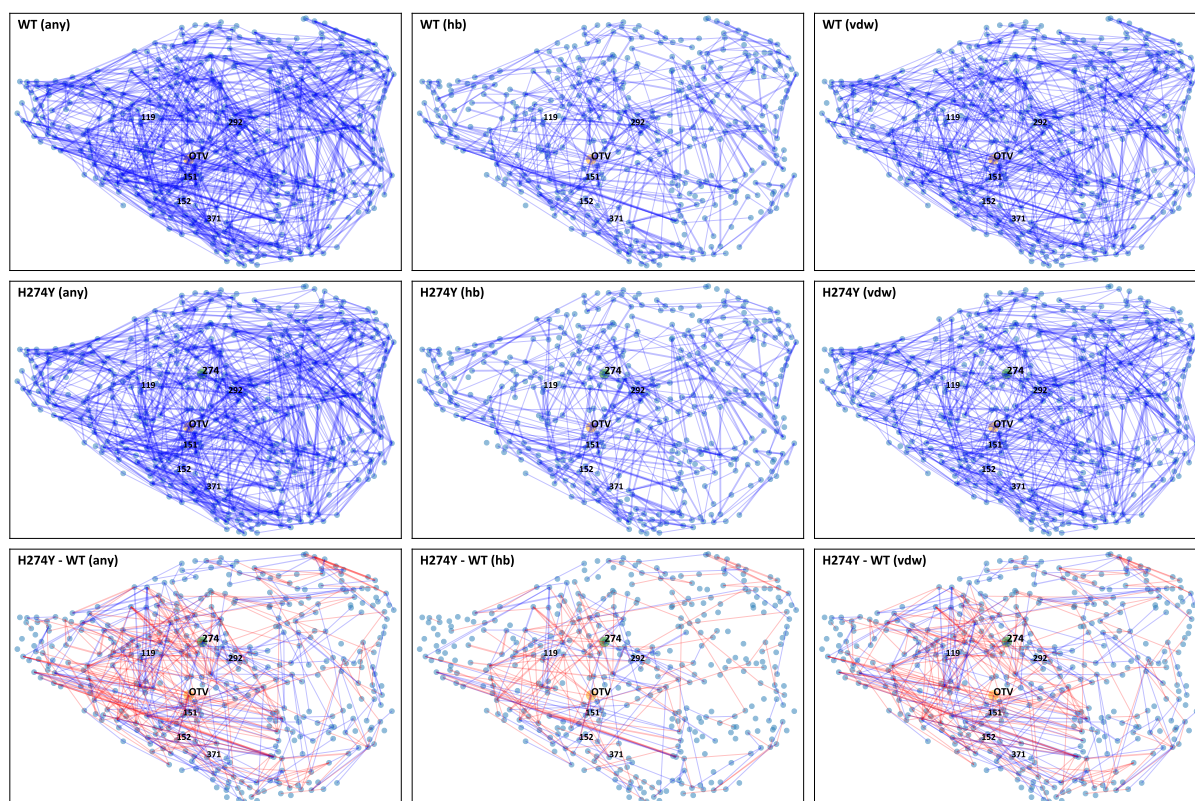 WT (any)
119
292
OTV
151
152
371
WT (hb)
119
292
OTV
151
152
371
WT (vdw)
119
292
OTV
151
152
371
H274Y (any)
274
119
292
OTV
151
152
371
H274Y (hb)
274
119
292
OTV
151
152
371
H274Y (vdw)
274
119
292
OTV
151
152
371
H274Y - WT (any)
274
119
292
OTV
151
152
371
H274Y - WT (hb)
274
119
292
OTV
151
152
371
H274Y - WT (vdw)
274
119
292
OTV
151
152
371